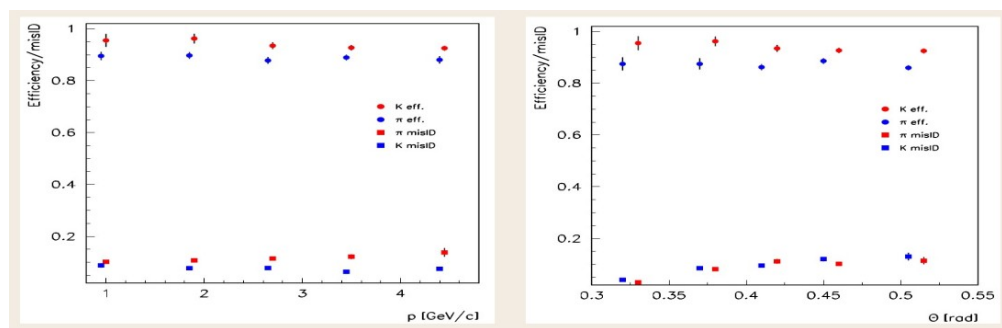 Efficiency/misID
1
0.8
0.6
0.4
0.2
K eff.
π eff.
π misID
K misID
1
2
3
4
p [GeV/c]
Efficiency/misID
1
0.8
0.6
0.4
0.2
K eff.
π eff.
π misID
K misID
0.3
0.35
0.4
0.45
0.5
0.55
Θ [rad]